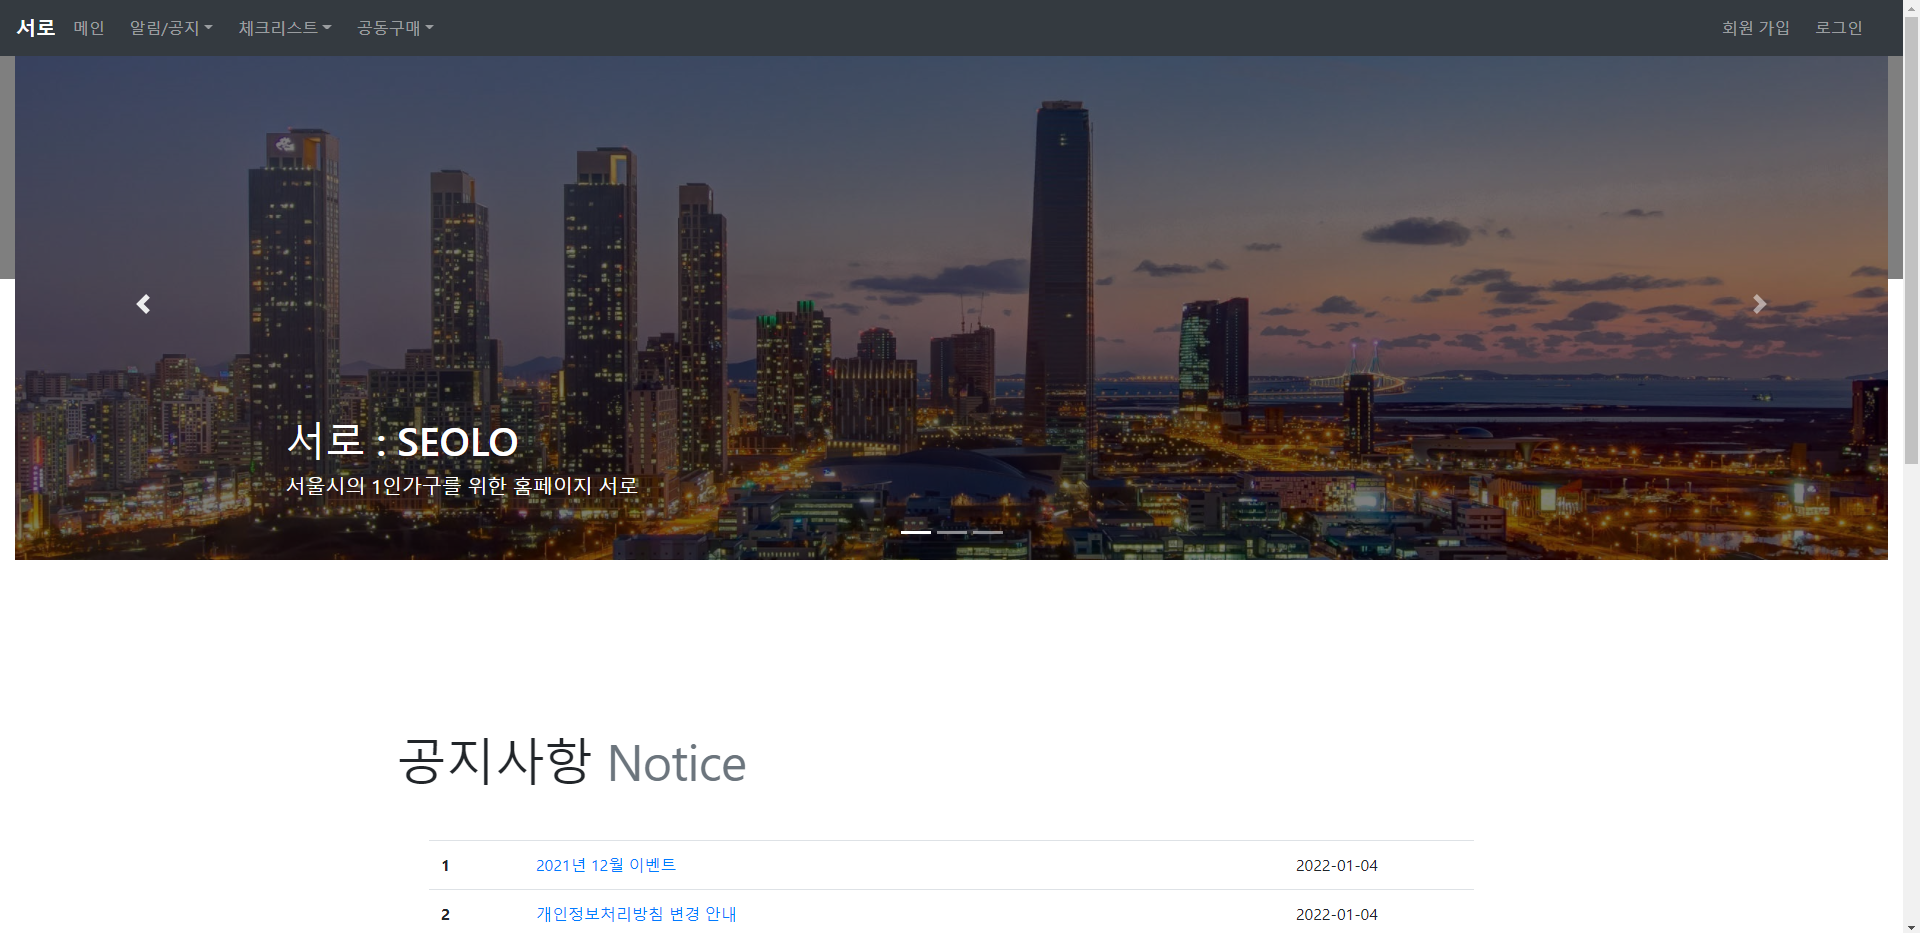 서로 메인 알림/공지 체크리스트 공동구매 회원 가입 로그인
서로 : SEOLO
서울시의 1인가구를 위한 홈페이지 서로
공지사항 Notice
1 2021년 12월 이벤트 2022-01-04
2 개인정보처리방침 변경 안내 2022-01-04